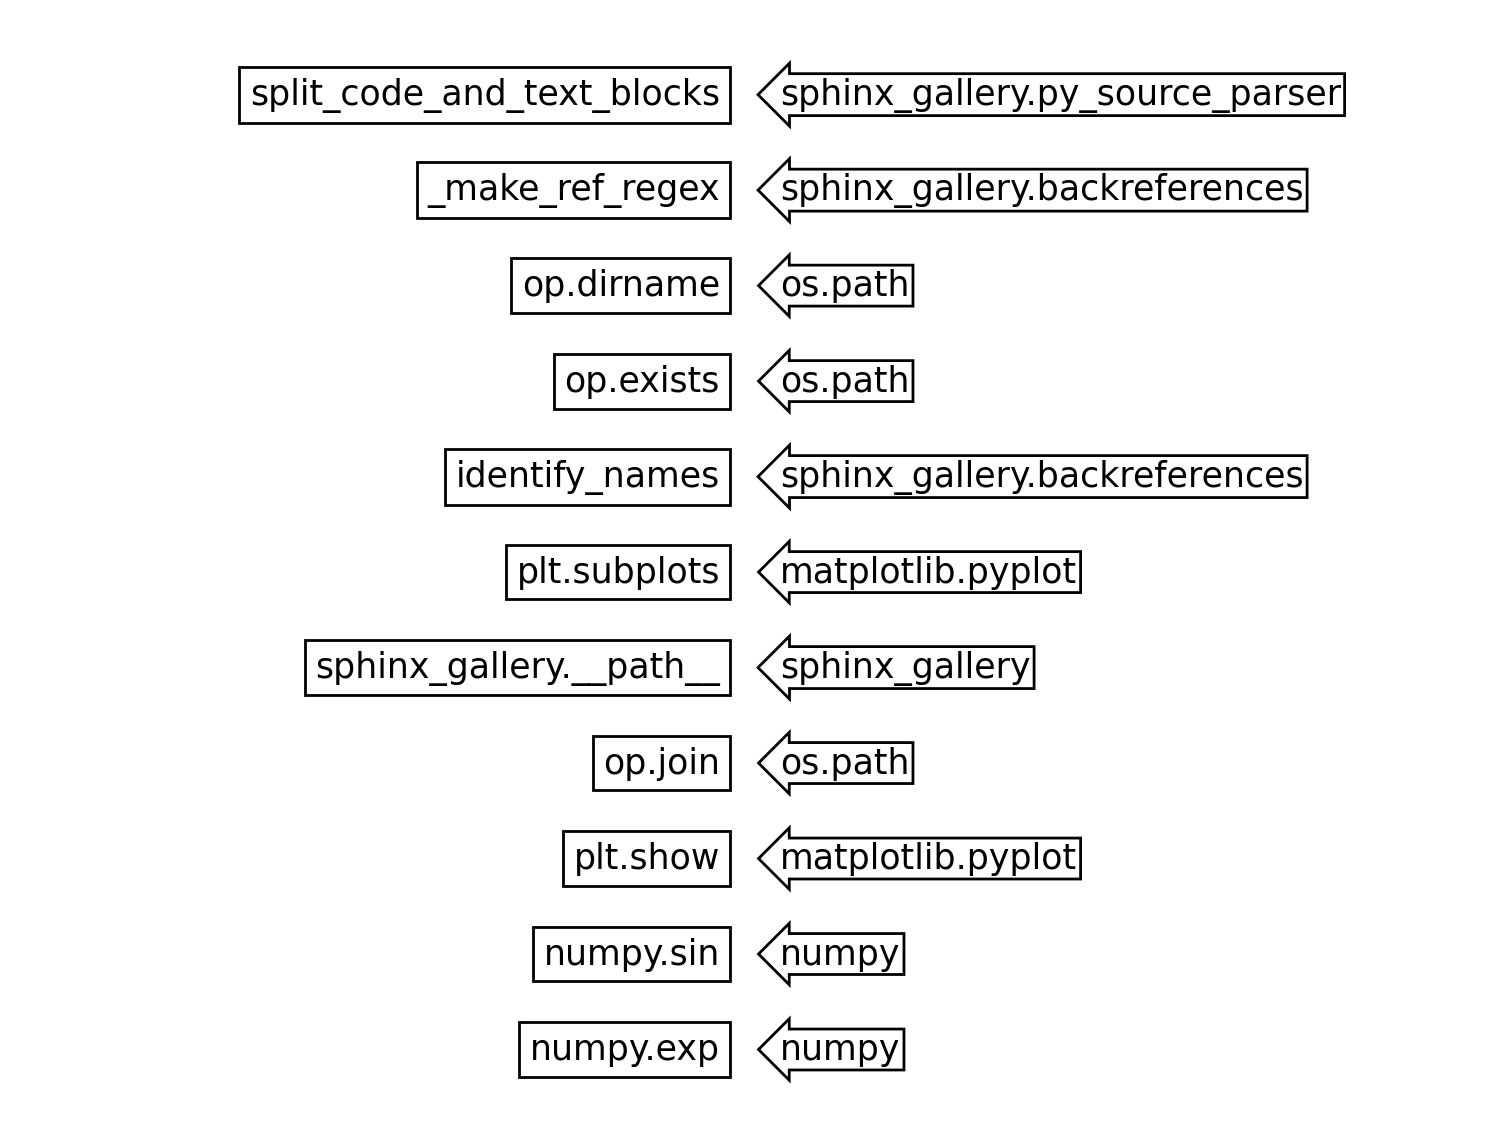 split_code_and_text_blocks sphinx_gallery.py_source_parser
_make_ref_regex sphinx_gallery.backreferences
op.dirname os.path
op.exists os.path
identify_names sphinx_gallery.backreferences
plt.subplots matplotlib.pyplot
sphinx_gallery.__path__ sphinx_gallery
op.join os.path
plt.show matplotlib.pyplot
numpy.sin numpy
numpy.exp numpy